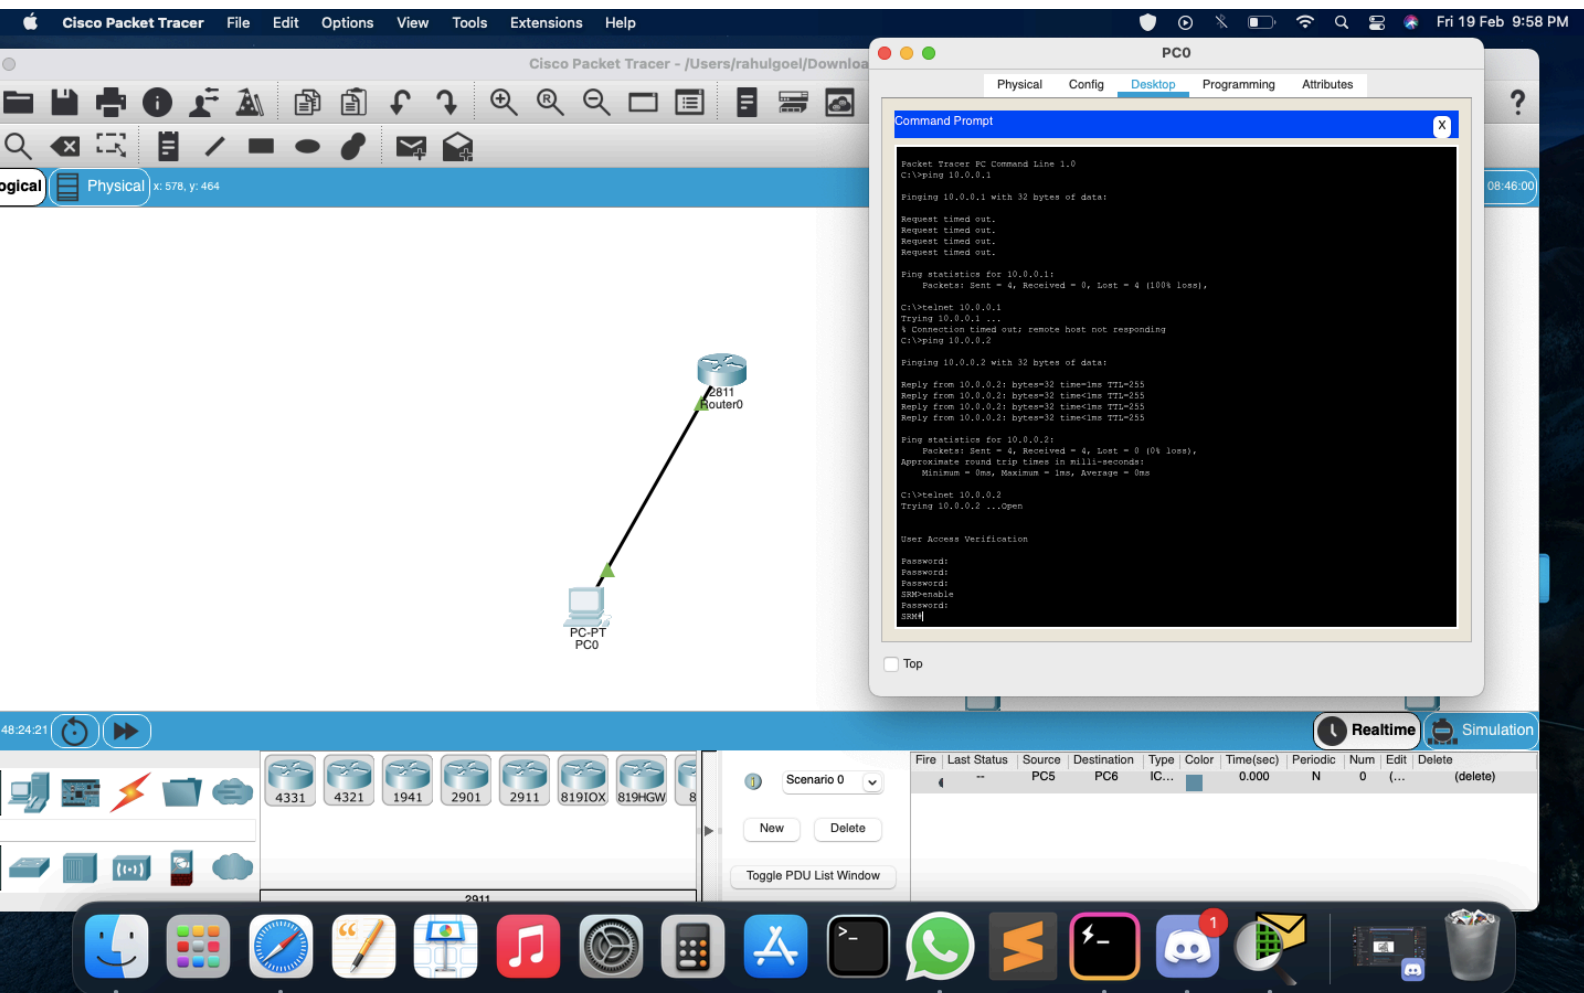 Cisco Packet Tracer File Edit Options View Tools Extensions Help Fri 19 Feb 9:58 PM
Cisco Packet Tracer - /Users/rahulgoel/Downloa
?
ogical Physical x: 578, y: 464 08:46:00
2811
Router0
PC-PT
PC0
PC0
Physical Config Desktop Programming Attributes
Command Prompt X
Packet Tracer PC Command Line 1.0
C:\>ping 10.0.0.1
Pinging 10.0.0.1 with 32 bytes of data:
Request timed out.
Request timed out.
Request timed out.
Request timed out.
Ping statistics for 10.0.0.1:
Packets: Sent = 4, Received = 0, Lost = 4 (100% loss),
C:\>telnet 10.0.0.1
Trying 10.0.0.1 ...
% Connection timed out; remote host not responding
C:\>ping 10.0.0.2
Pinging 10.0.0.2 with 32 bytes of data:
Reply from 10.0.0.2: bytes=32 time=1ms TTL=255
Reply from 10.0.0.2: bytes=32 time<1ms TTL=255
Reply from 10.0.0.2: bytes=32 time<1ms TTL=255
Reply from 10.0.0.2: bytes=32 time<1ms TTL=255
Ping statistics for 10.0.0.2:
Packets: Sent = 4, Received = 4, Lost = 0 (0% loss),
Approximate round trip times in milli-seconds:
Minimum = 0ms, Maximum = 1ms, Average = 0ms
C:\>telnet 10.0.0.2
Trying 10.0.0.2 ...Open
User Access Verification
Password:
Password:
Password:
SRM>enable
Password:
SRM#
Top
48:24:21 Realtime Simulation
4331 4321 1941 2901 2911 819IOX 819HGW 8
2911
Scenario 0
New Delete
Toggle PDU List Window
Fire Last Status Source Destination Type Color Time(sec) Periodic Num Edit Delete
-- PC5 PC6 IC... 0.000 N 0 (... (delete)
1